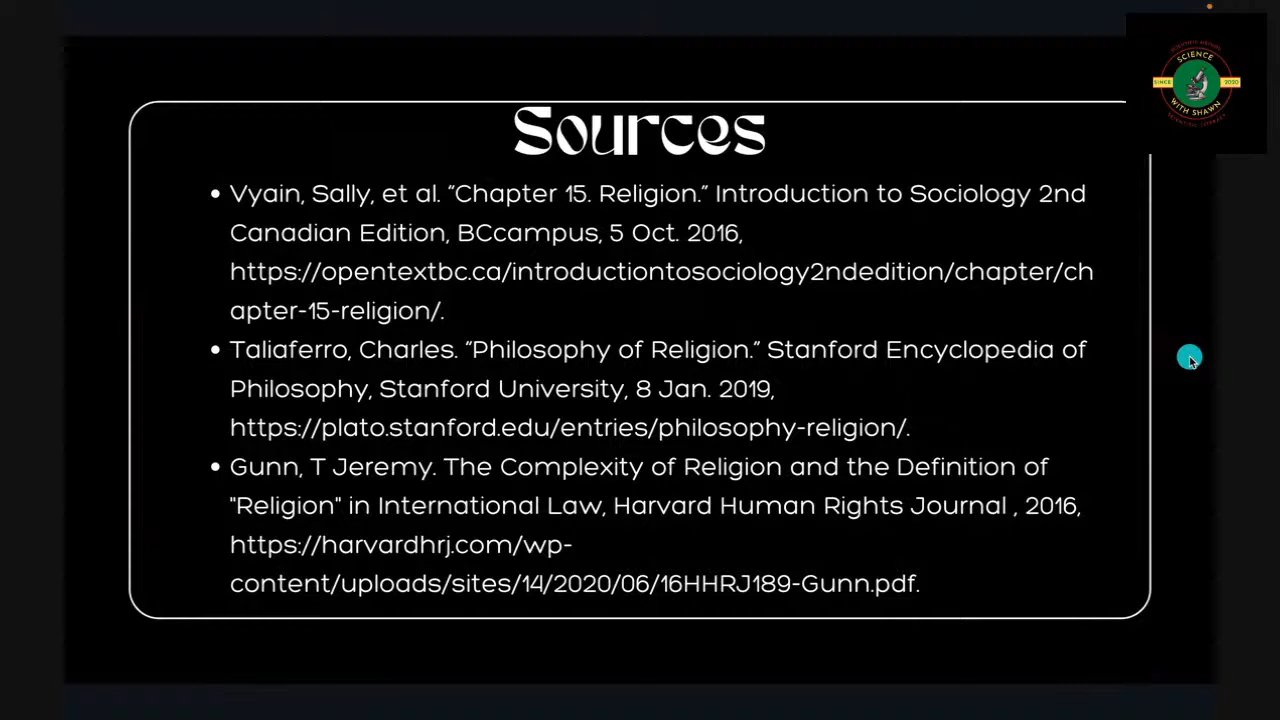 Sources
Vyain, Sally, et al. “Chapter 15. Religion.” Introduction to Sociology 2nd
Canadian Edition, BCcampus, 5 Oct. 2016,
https://opentextbc.ca/introductiontosociology2ndedition/chapter/ch
apter-15-religion/.
Taliaferro, Charles. “Philosophy of Religion.” Stanford Encyclopedia of
Philosophy, Stanford University, 8 Jan. 2019,
https://plato.stanford.edu/entries/philosophy-religion/.
Gunn, T Jeremy. The Complexity of Religion and the Definition of
"Religion" in International Law, Harvard Human Rights Journal , 2016,
https://harvardhrj.com/wp-
content/uploads/sites/14/2020/06/16HHRJ189-Gunn.pdf.
SCIENCE
SINCE 2020
WITH SHAWN